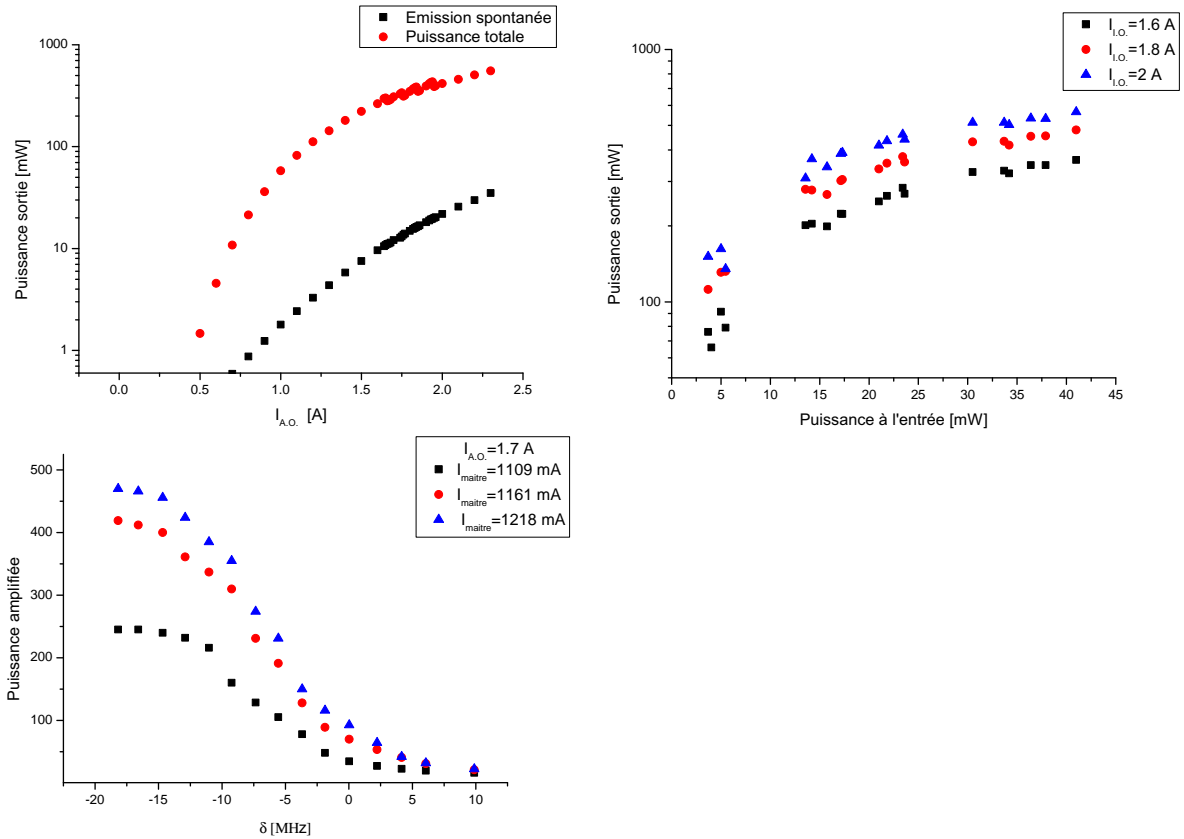 Emission spontanée
Puissance totale
1000
100
10
1
Puissance sortie [mW]
0.0 0.5 1.0 1.5 2.0 2.5
I_A.O. [A]
I_I.O.=1.6 A
I_I.O.=1.8 A
I_I.O.=2 A
1000
100
Puissance sortie [mW]
0 5 10 15 20 25 30 35 40 45
Puissance à l'entrée [mW]
I_A.O.=1.7 A
I_maitre=1109 mA
I_maitre=1161 mA
I_maitre=1218 mA
500
400
300
200
100
Puissance amplifiée
-20 -15 -10 -5 0 5 10
δ [MHz]